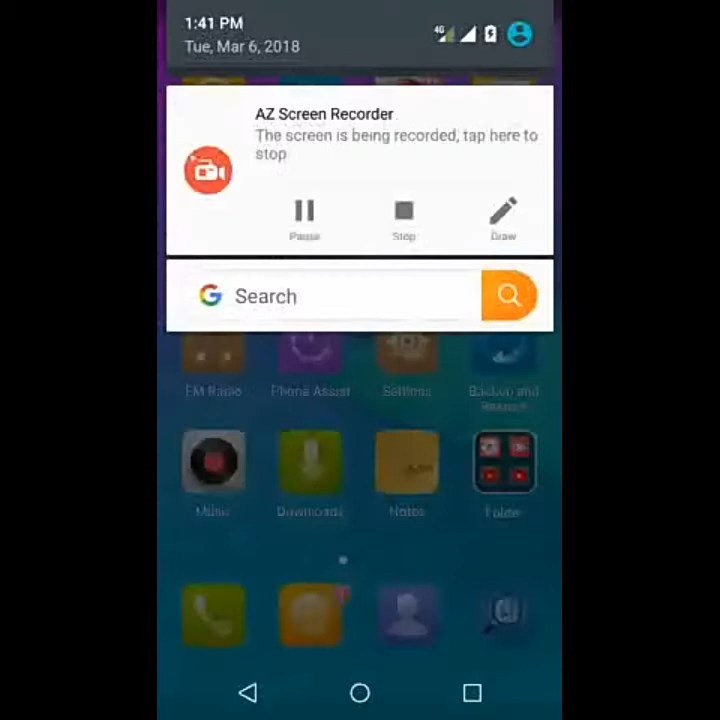 1:41 PM
Tue, Mar 6, 2018
4G
AZ Screen Recorder
The screen is being recorded, tap here to
stop
Pause
Stop
Draw
Search
FM Radio
Phone Assist
Settings
Backup and
Restore
Music
Downloads
Notes
Folder